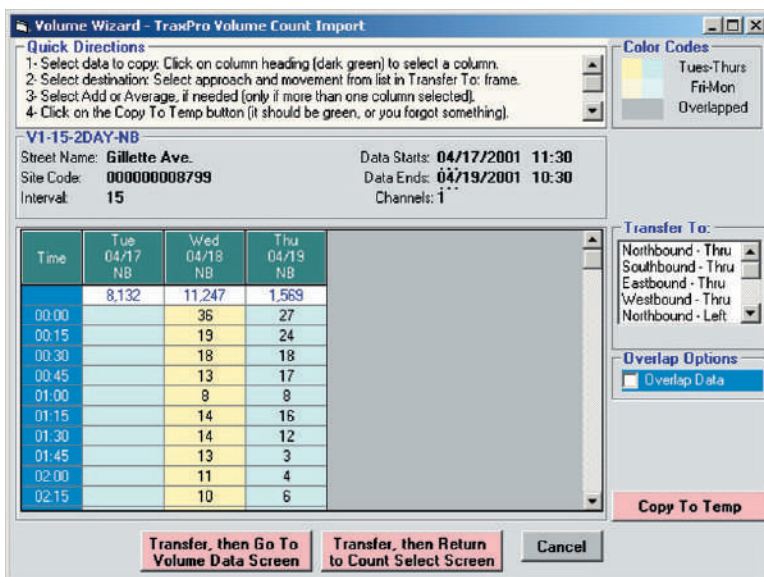 Volume Wizard - TraxPro Volume Count Import
Quick Directions
1- Select data to copy: Click on column heading (dark green) to select a column.
2- Select destination: Select approach and movement from list in Transfer To: frame.
3- Select Add or Average, if needed (only if more than one column selected).
4- Click on the Copy To Temp button (it should be green, or you forgot something).
Color Codes
Tues-Thurs
Fri-Mon
Overlapped
V1-15-2DAY-NB
Street Name: Gillette Ave. Data Starts: 04/17/2001 11:30
Site Code: 000000008799 Data Ends: 04/19/2001 10:30
Interval: 15 Channels: 1
Time Tue 04/17 NB Wed 04/18 NB Thu 04/19 NB
8,132 11,247 1,569
00:00 36 27
00:15 19 24
00:30 18 18
00:45 13 17
01:00 8 8
01:15 14 16
01:30 14 12
01:45 13 3
02:00 11 4
02:15 10 6
Transfer To:
Northbound - Thru
Southbound - Thru
Eastbound - Thru
Westbound - Thru
Northbound - Left
Overlap Options
Overlap Data
Copy To Temp
Transfer, then Go To Volume Data Screen
Transfer, then Return to Count Select Screen
Cancel